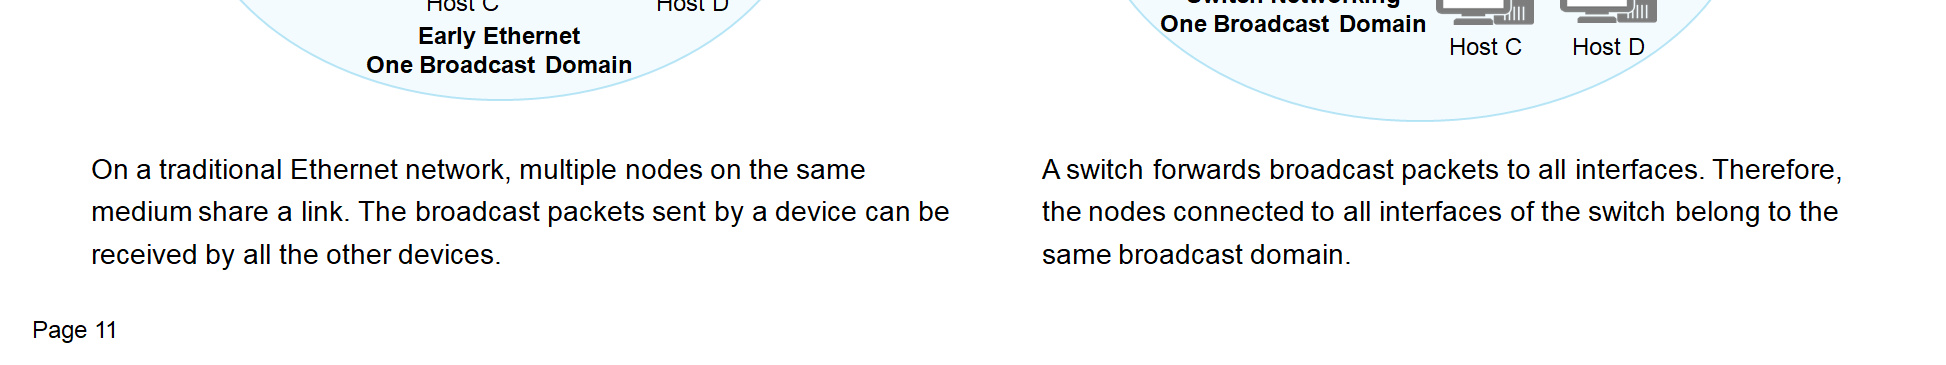 Host C
Host D
Early Ethernet
One Broadcast Domain
Switch Networking
One Broadcast Domain
Host C
Host D
On a traditional Ethernet network, multiple nodes on the same
medium share a link. The broadcast packets sent by a device can be
received by all the other devices.
A switch forwards broadcast packets to all interfaces. Therefore,
the nodes connected to all interfaces of the switch belong to the
same broadcast domain.
Page 11